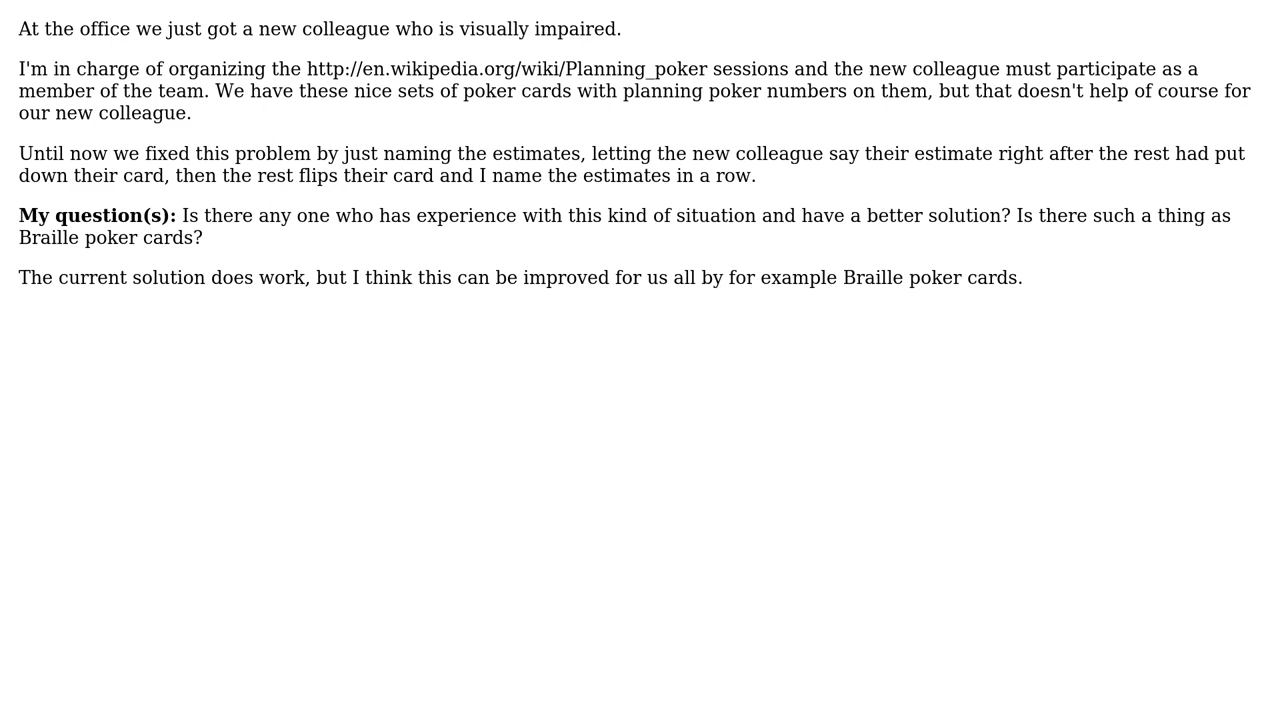 At the office we just got a new colleague who is visually impaired.
I'm in charge of organizing the http://en.wikipedia.org/wiki/Planning_poker sessions and the new colleague must participate as a
member of the team. We have these nice sets of poker cards with planning poker numbers on them, but that doesn't help of course for
our new colleague.
Until now we fixed this problem by just naming the estimates, letting the new colleague say their estimate right after the rest had put
down their card, then the rest flips their card and I name the estimates in a row.
My question(s): Is there any one who has experience with this kind of situation and have a better solution? Is there such a thing as
Braille poker cards?
The current solution does work, but I think this can be improved for us all by for example Braille poker cards.